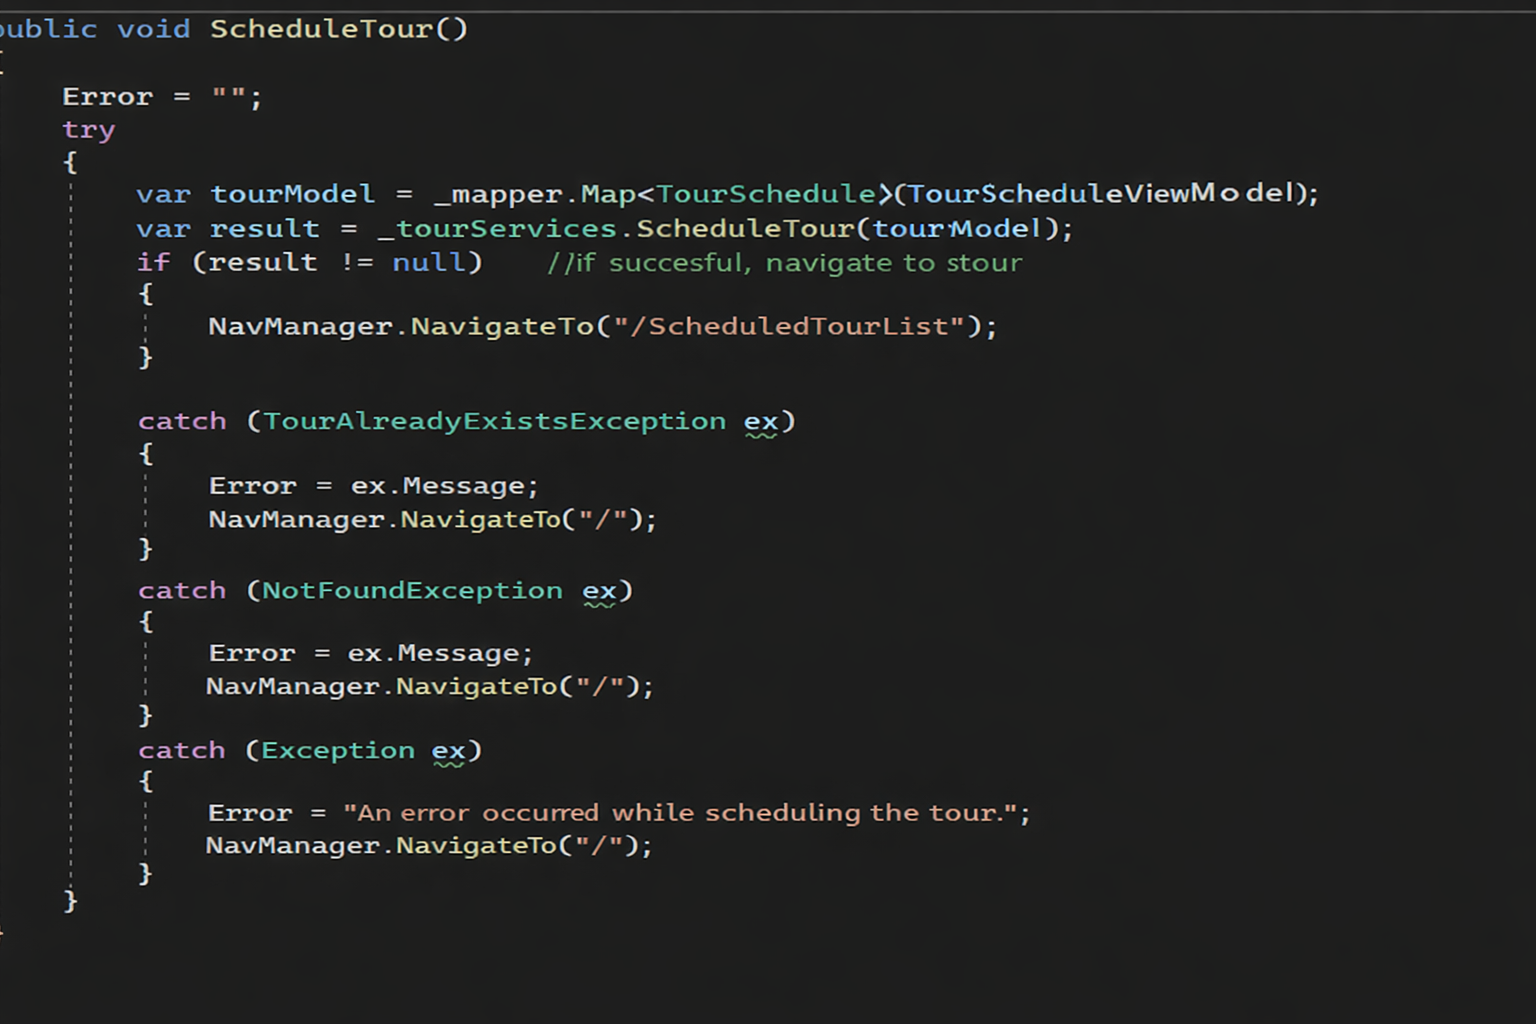 public void ScheduleTour()
{
Error = "";
try
{
var tourModel = _mapper.Map<TourSchedule>(TourScheduleViewModel);
var result = _tourServices.ScheduleTour(tourModel);
if (result != null) //if succesful, navigate to stour
{
NavManager.NavigateTo("/ScheduledTourList");
}
catch (TourAlreadyExistsException ex)
{
Error = ex.Message;
NavManager.NavigateTo("/");
}
catch (NotFoundException ex)
{
Error = ex.Message;
NavManager.NavigateTo("/");
}
catch (Exception ex)
{
Error = "An error occurred while scheduling the tour.";
NavManager.NavigateTo("/");
}
}
}